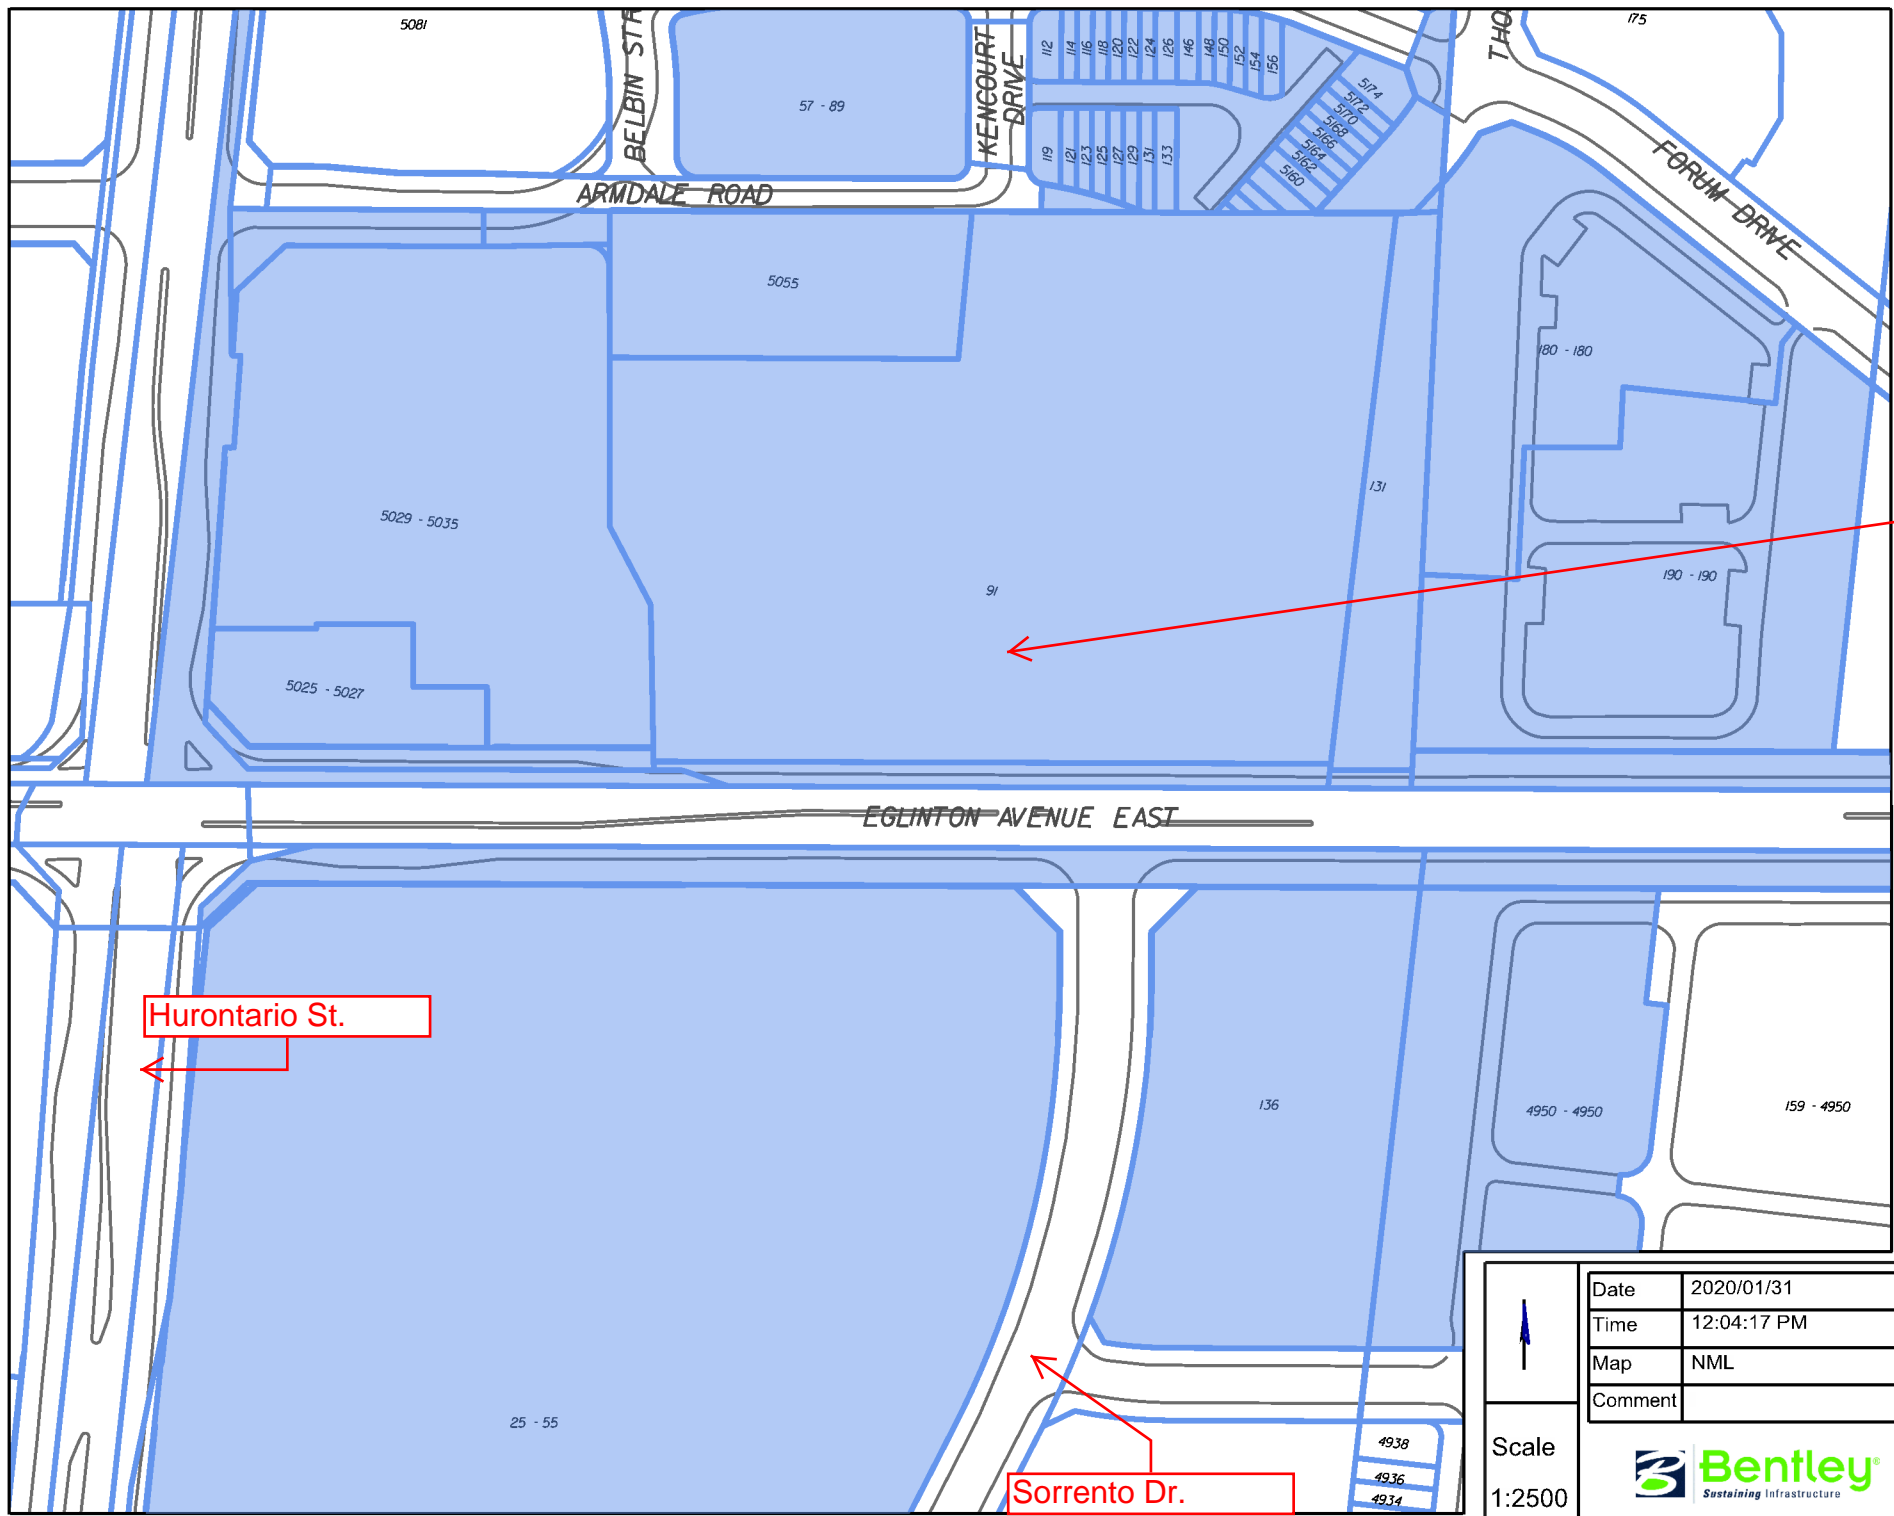 5081
BELBIN STR
57 - 89
KENCOURT
DRIVE
112
114
116
118
120
122
124
126
146
148
150
152
154
156
THO
175
5174
5172
5170
5168
5166
5164
5162
5160
119
121
123
125
127
129
131
133
ARMDALE ROAD
FORUM DRIVE
5055
180 - 180
131
5029 - 5035
91
190 - 190
5025 - 5027
EGLINTON AVENUE EAST
Hurontario St.
136
4950 - 4950
159 - 4950
25 - 55
Sorrento Dr.
4938
4936
4934
Date 2020/01/31
Time 12:04:17 PM
Map NML
Comment
Scale
1:2500
Bentley®
Sustaining Infrastructure